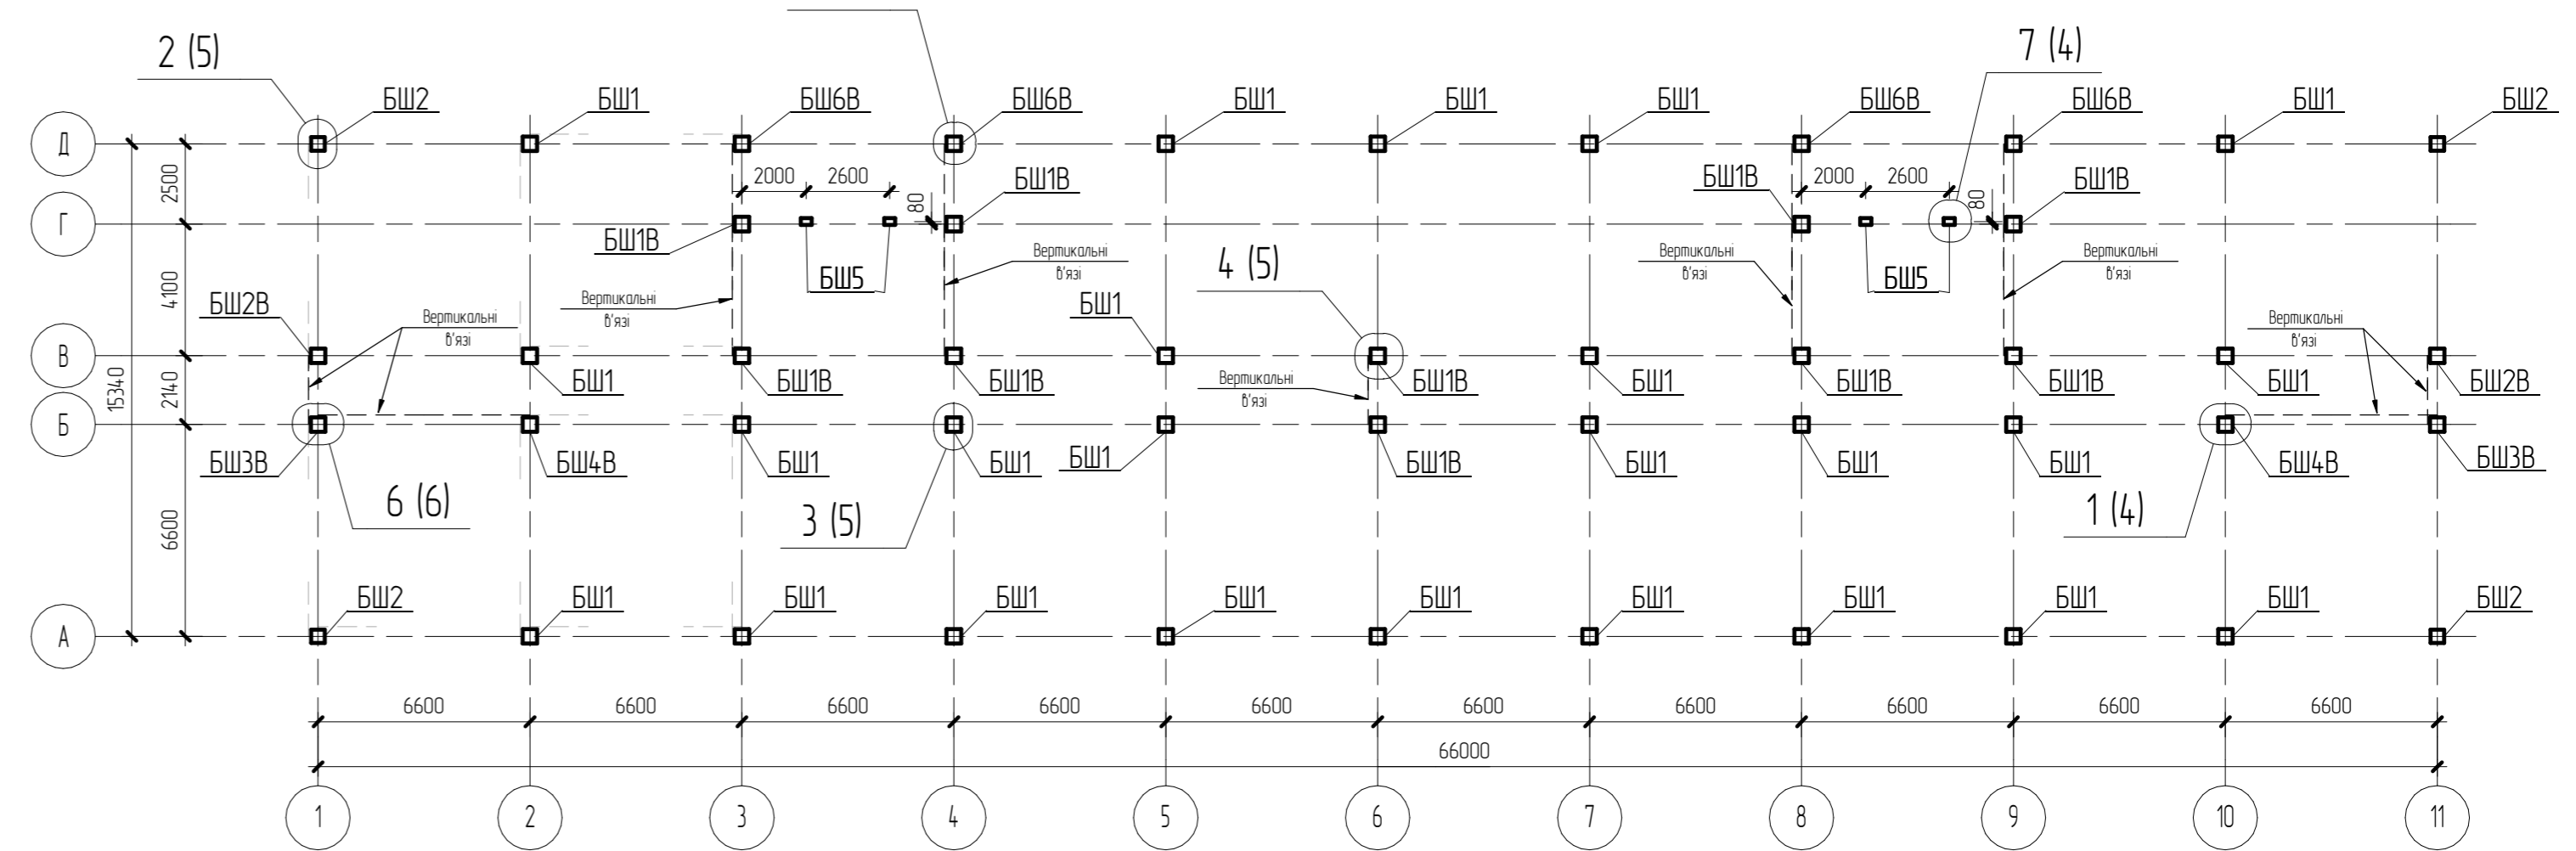 2 (5)
7 (4)
БШ2
БШ1
БШ6В
БШ6В
БШ1
БШ1
БШ1
БШ6В
БШ6В
БШ1
БШ2
Д
2500
2000
2600
80
БШ1В
БШ1В
2000
2600
80
БШ1В
Г
БШ1В
Вертикальні
в'язі
4 (5)
Вертикальні
в'язі
Вертикальні
в'язі
4100
БШ5
БШ5
БШ2В
Вертикальні
в'язі
Вертикальні
в'язі
БШ1
Вертикальні
в'язі
В
15340
2140
БШ1
БШ1В
БШ1В
Вертикальні
в'язі
БШ1В
БШ1
БШ1В
БШ1В
БШ1
БШ2В
Б
БШ3В
БШ4В
БШ1
БШ1
БШ1
БШ1В
БШ1
БШ1
БШ1
БШ4В
БШ3В
6600
6 (6)
3 (5)
1 (4)
БШ2
БШ1
БШ1
БШ1
БШ1
БШ1
БШ1
БШ1
БШ1
БШ1
БШ2
А
6600
6600
6600
6600
6600
6600
6600
6600
6600
6600
66000
1
2
3
4
5
6
7
8
9
10
11